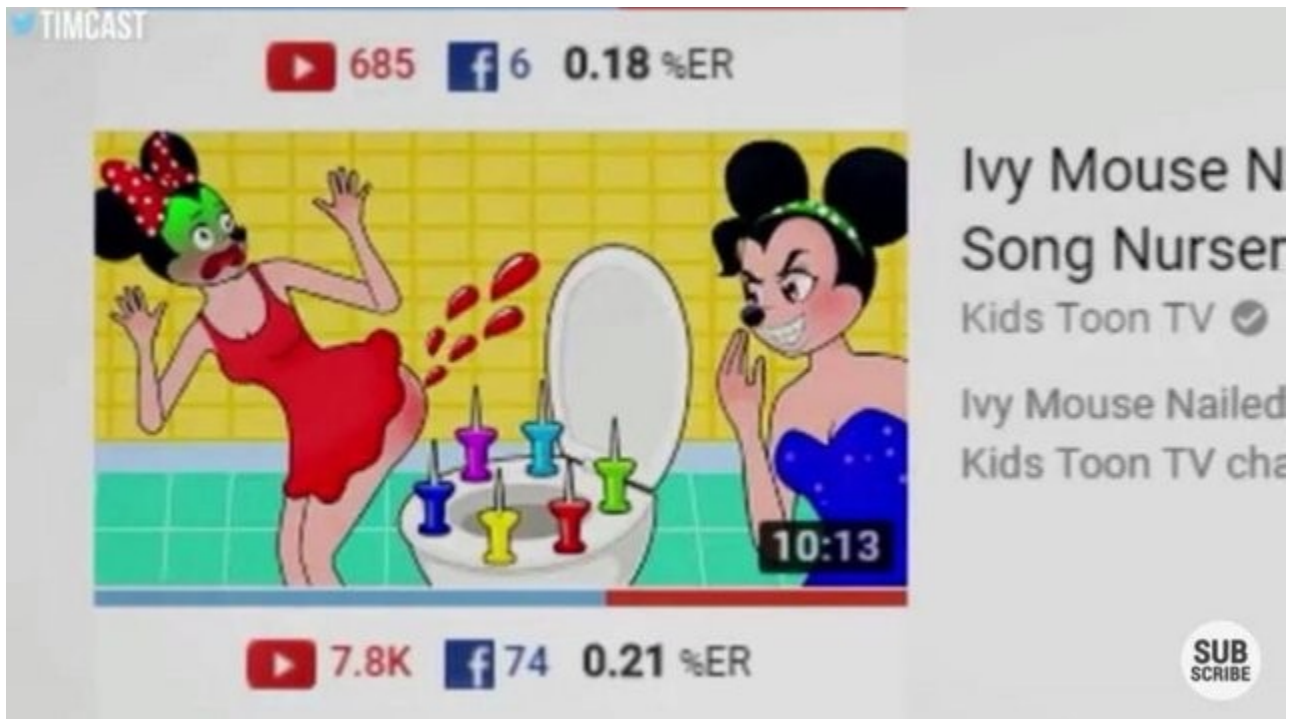 TIMCAST
685 6 0.18 %ER
Ivy Mouse N
Song Nurser
Kids Toon TV
Ivy Mouse Nailed
Kids Toon TV cha
10:13
7.8K f 74 0.21 %ER
SUB
SCRIBE